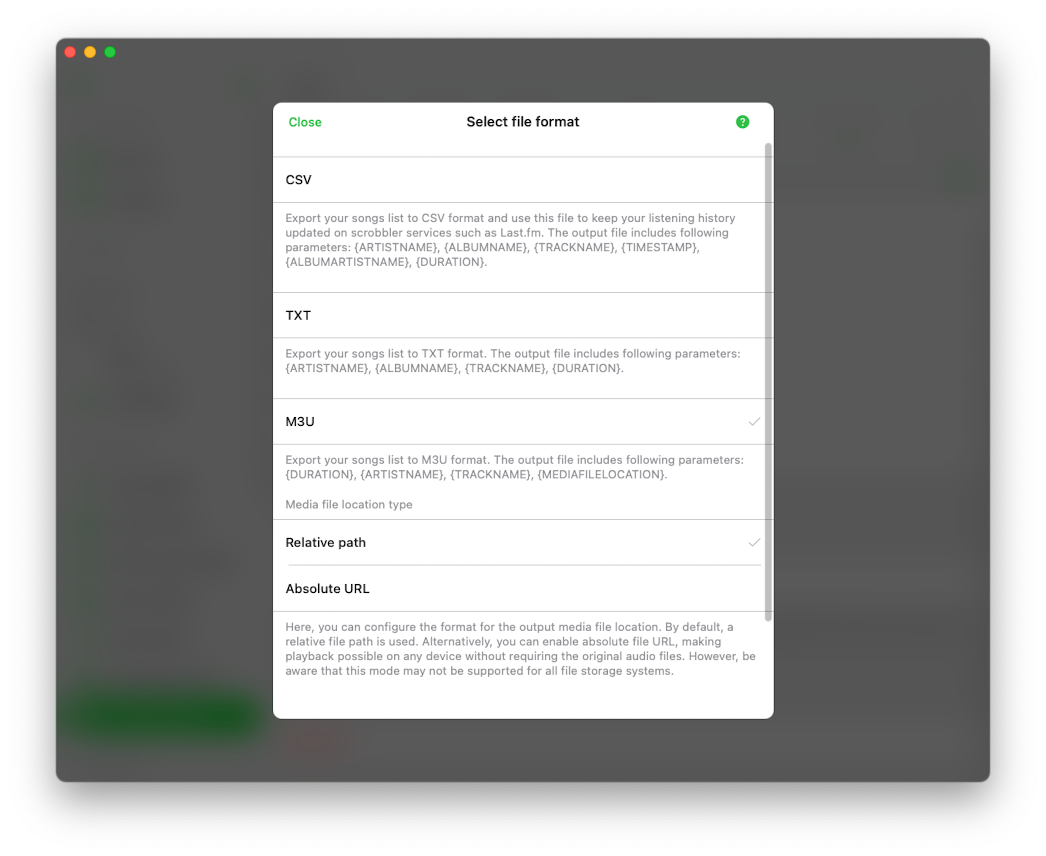 Close
Select file format
?
CSV
Export your songs list to CSV format and use this file to keep your listening history
updated on scrobbler services such as Last.fm. The output file includes following
parameters: {ARTISTNAME}, {ALBUMNAME}, {TRACKNAME}, {TIMESTAMP},
{ALBUMARTISTNAME}, {DURATION}.
TXT
Export your songs list to TXT format. The output file includes following parameters:
{ARTISTNAME}, {ALBUMNAME}, {TRACKNAME}, {DURATION}.
M3U
Export your songs list to M3U format. The output file includes following parameters:
{DURATION}, {ARTISTNAME}, {TRACKNAME}, {MEDIAFILELOCATION}.
Media file location type
Relative path
Absolute URL
Here, you can configure the format for the output media file location. By default, a
relative file path is used. Alternatively, you can enable absolute file URL, making
playback possible on any device without requiring the original audio files. However, be
aware that this mode may not be supported for all file storage systems.